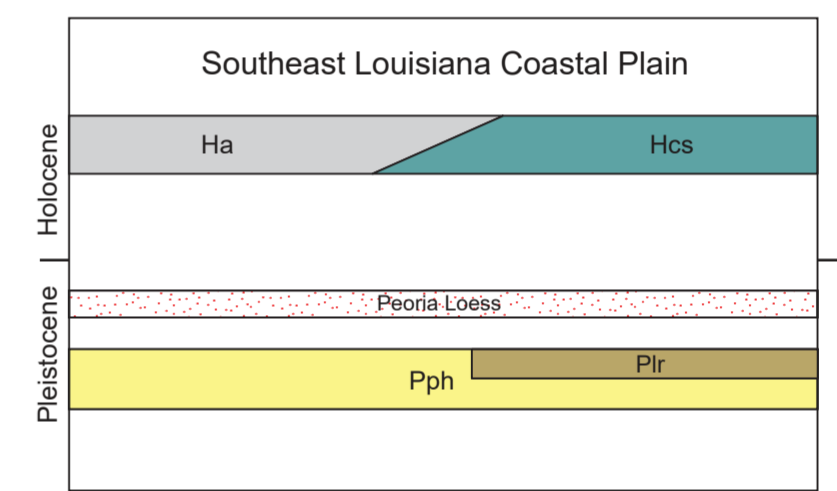 Southeast Louisiana Coastal Plain
Holocene
Ha
Hcs
Pleistocene
Peoria Loess
Plr
Pph